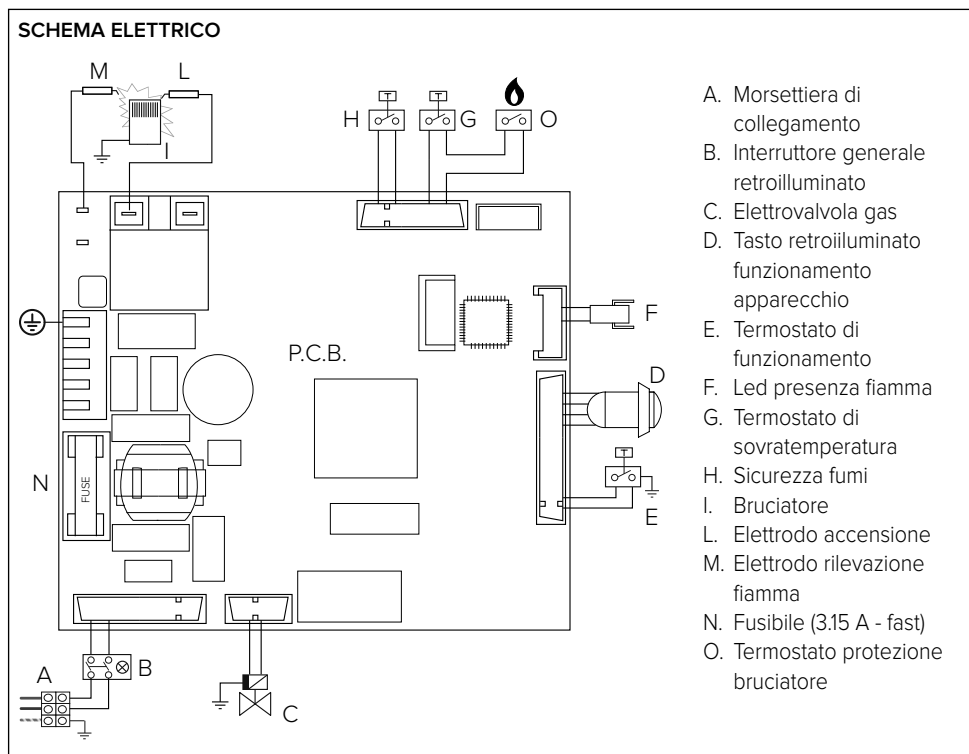 SCHEMA ELETTRICO
M
L
I
H
G
O
P.C.B.
F
D
E
N
FUSE
A
B
C
A. Morsettiera di
collegamento
B. Interruttore generale
retroilluminato
C. Elettrovalvola gas
D. Tasto retroiiluminato
funzionamento
apparecchio
E. Termostato di
funzionamento
F. Led presenza fiamma
G. Termostato di
sovratemperatura
H. Sicurezza fumi
I. Bruciatore
L. Elettrodo accensione
M. Elettrodo rilevazione
fiamma
N. Fusibile (3.15 A - fast)
O. Termostato protezione
bruciatore